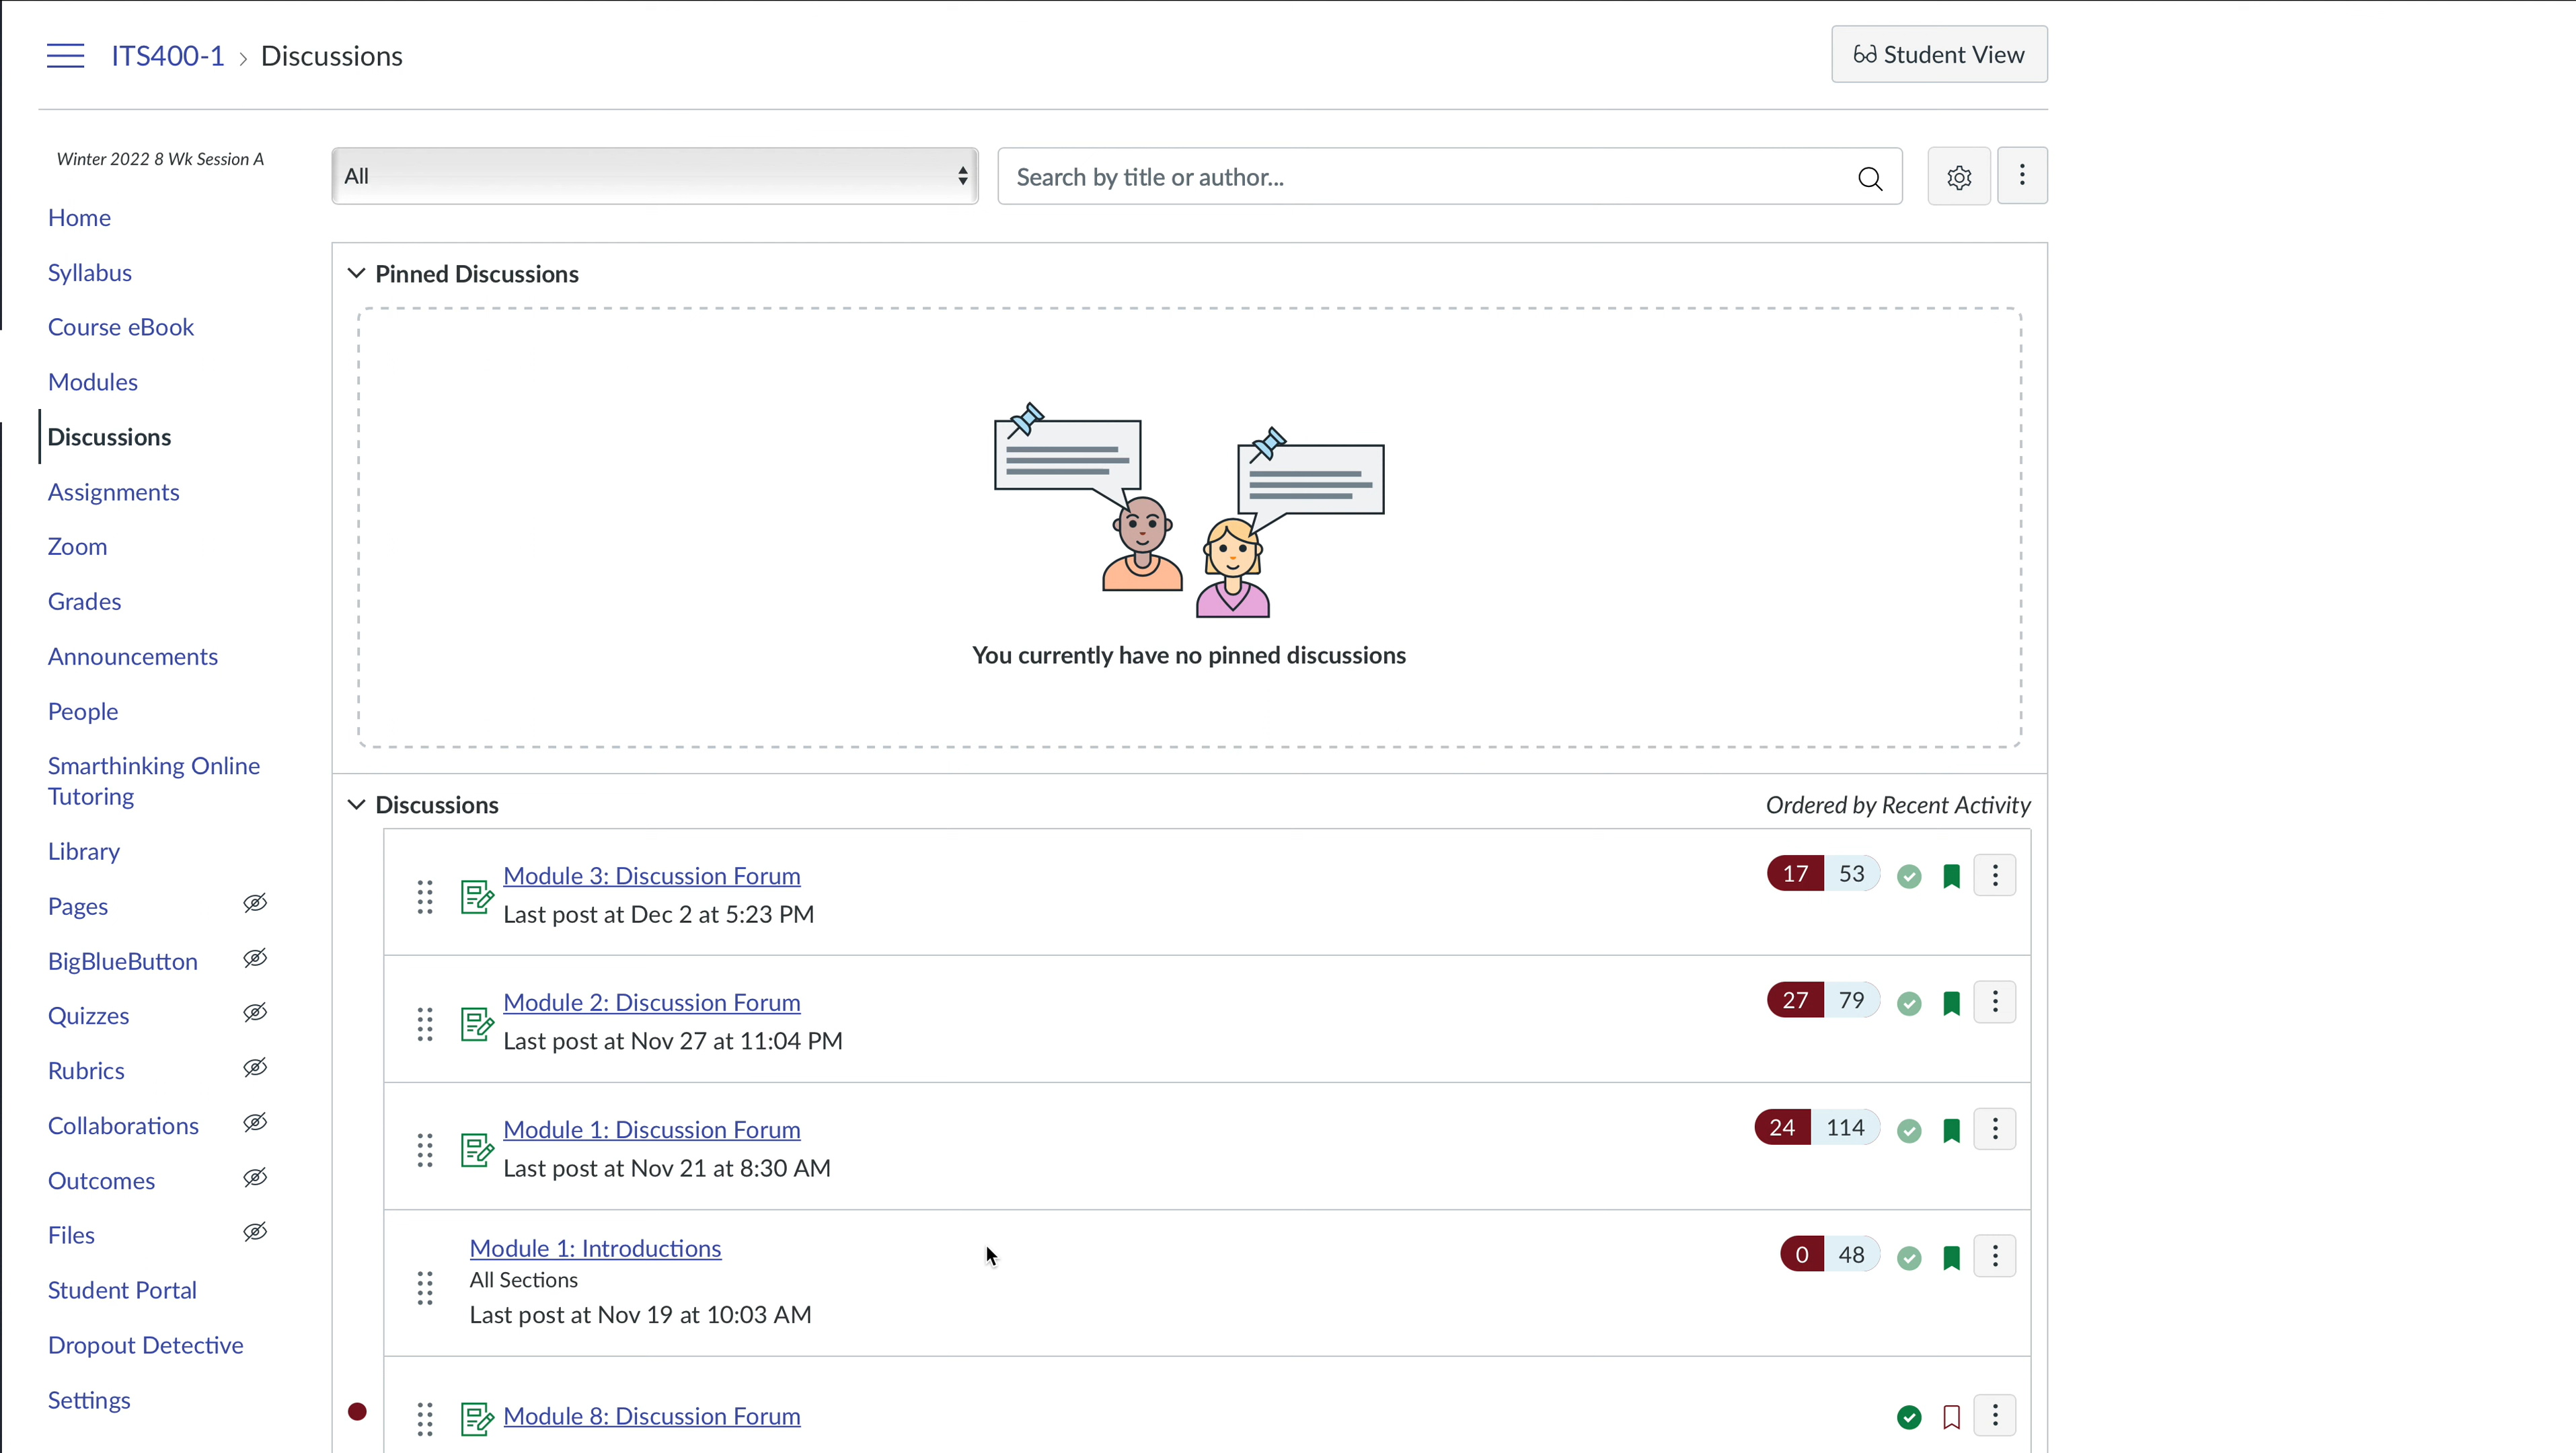 ITS400-1 › Discussions
Student View
Winter 2022 8 Wk Session A
Home
Syllabus
Course eBook
Modules
Discussions
Assignments
Zoom
Grades
Announcements
People
Smarthinking Online
Tutoring
Library
Pages
BigBlueButton
Quizzes
Rubrics
Collaborations
Outcomes
Files
Student Portal
Dropout Detective
Settings
All
Search by title or author...
Pinned Discussions
You currently have no pinned discussions
Discussions
Ordered by Recent Activity
Module 3: Discussion Forum
17 53
Last post at Dec 2 at 5:23 PM
Module 2: Discussion Forum
27 79
Last post at Nov 27 at 11:04 PM
Module 1: Discussion Forum
24 114
Last post at Nov 21 at 8:30 AM
Module 1: Introductions
0 48
All Sections
Last post at Nov 19 at 10:03 AM
Module 8: Discussion Forum